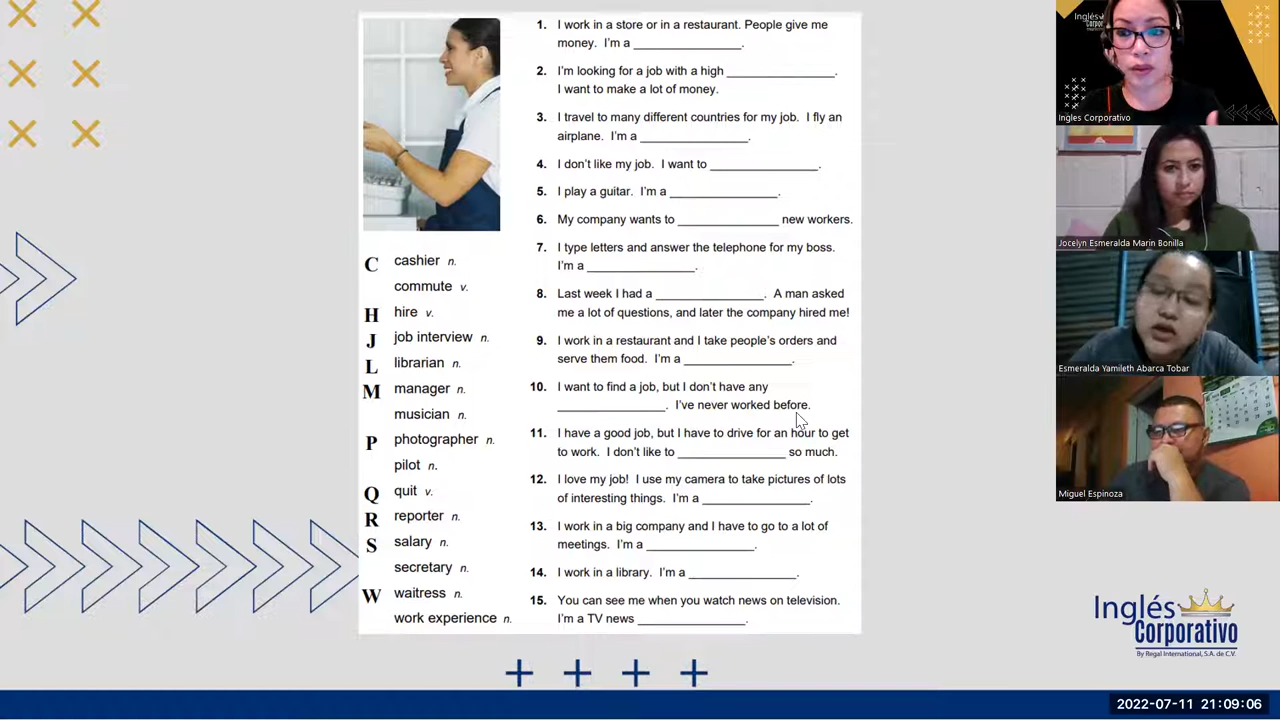 1. I work in a store or in a restaurant. People give me
money. I'm a ________________.
2. I'm looking for a job with a high ________________.
I want to make a lot of money.
3. I travel to many different countries for my job. I fly an
airplane. I'm a ________________.
4. I don't like my job. I want to ________________.
5. I play a guitar. I'm a ________________.
6. My company wants to _______________ new workers.
7. I type letters and answer the telephone for my boss.
I'm a ________________.
8. Last week I had a ________________. A man asked
me a lot of questions, and later the company hired me!
9. I work in a restaurant and I take people's orders and
serve them food. I'm a ________________.
10. I want to find a job, but I don't have any
________________. I've never worked before.
11. I have a good job, but I have to drive for an hour to get
to work. I don't like to ________________ so much.
12. I love my job! I use my camera to take pictures of lots
of interesting things. I'm a ________________.
13. I work in a big company and I have to go to a lot of
meetings. I'm a ________________.
14. I work in a library. I'm a ________________.
15. You can see me when you watch news on television.
I'm a TV news ________________.
C cashier n.
commute v.
H hire v.
J job interview n.
L librarian n.
M manager n.
musician n.
P photographer n.
pilot n.
Q quit v.
R reporter n.
S salary n.
secretary n.
W waitress n.
work experience n.
Inglés
Corporativo
Ingles Corporativo
Jocelyn Esmeralda Marin Bonilla
Esmeralda Yamileth Abarca Tobar
Miguel Espinoza
Inglés
Corporativo
By Regal International, S.A. de C.V.
2022-07-11 21:09:06